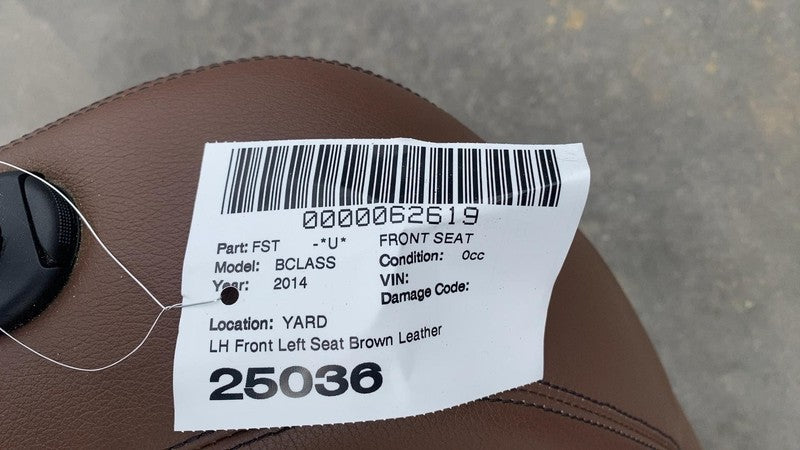 0000062619
Part: FST -*U* FRONT SEAT
Model: BCLASS Condition: 0cc
Year: 2014 VIN:
Damage Code:
Location: YARD
LH Front Left Seat Brown Leather
25036